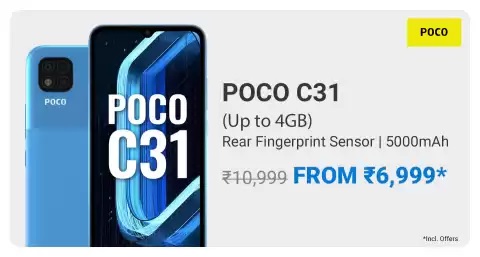 POCO
POCO
POCO
C31
POCO C31
(Up to 4GB)
Rear Fingerprint Sensor | 5000mAh
₹10,999 FROM ₹6,999*
*Incl. Offers